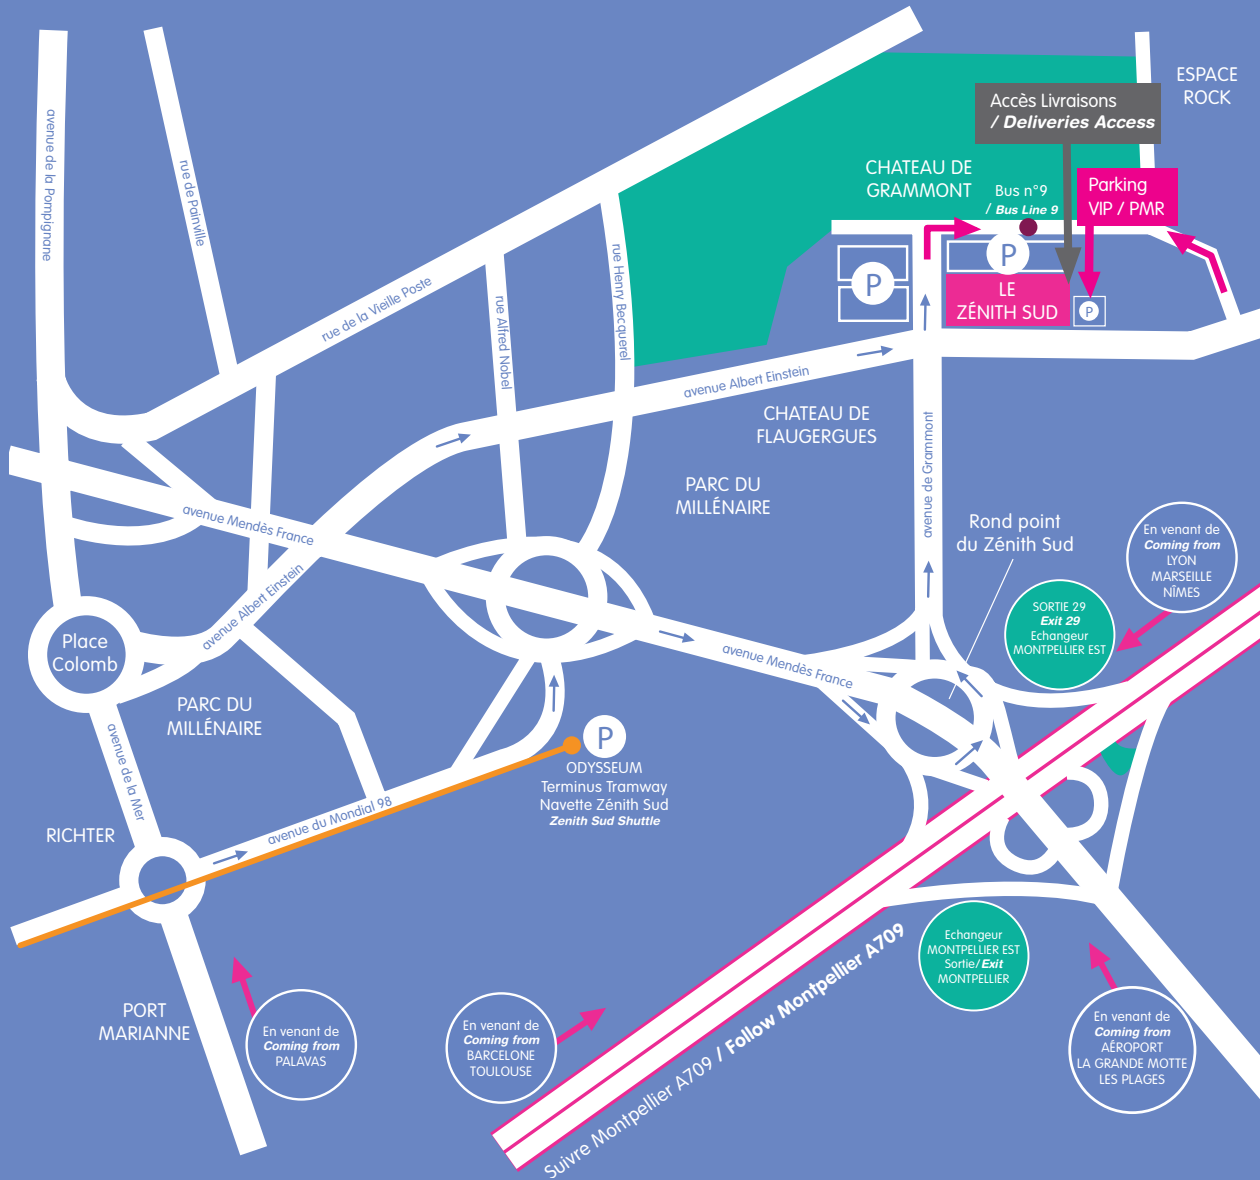 ESPACE
ROCK
Accès Livraisons
/ Deliveries Access
CHATEAU DE
GRAMMONT
Bus n°9
/ Bus Line 9
Parking
VIP / PMR
P
P
P
LE
ZÉNITH SUD
avenue de la Pompignane
rue de Painville
rue de la Vieille Poste
rue Alfred Nobel
rue Henry Becquerel
avenue Albert Einstein
CHATEAU DE
FLAUGERGUES
PARC DU
MILLÉNAIRE
avenue de Grammont
Rond point
du Zénith Sud
En venant de
Coming from
LYON
MARSEILLE
NÎMES
SORTIE 29
Exit 29
Echangeur
MONTPELLIER EST
avenue Mendès France
avenue Albert Einstein
avenue Mendès France
Place
Colomb
PARC DU
MILLÉNAIRE
avenue de la Mer
P
ODYSSEUM
Terminus Tramway
Navette Zénith Sud
Zenith Sud Shuttle
avenue du Mondial 98
RICHTER
PORT
MARIANNE
En venant de
Coming from
PALAVAS
En venant de
Coming from
BARCELONE
TOULOUSE
Suivre Montpellier A709 / Follow Montpellier A709
Echangeur
MONTPELLIER EST
Sortie/Exit
MONTPELLIER
En venant de
Coming from
AÉROPORT
LA GRANDE MOTTE
LES PLAGES